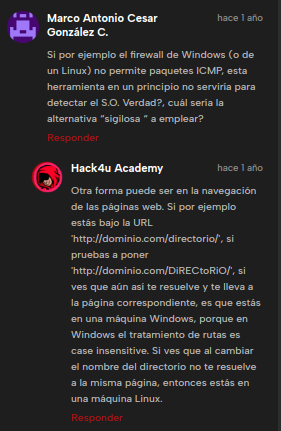 Marco Antonio Cesar
González C.
hace 1 año
Si por ejemplo el firewall de Windows (o de
un Linux) no permite paquetes ICMP, esta
herramienta en un principio no serviría para
detectar el S.O. Verdad?, cuál sería la
alternativa “sigilosa “ a emplear?
Responder
Hack4u Academy
hace 1 año
Otra forma puede ser en la navegación
de las páginas web. Si por ejemplo
estás bajo la URL
'http://dominio.com/directorio/', si
pruebas a poner
'http://dominio.com/DiRECtoRiO/', si
ves que aún así te resuelve y te lleva a
la página correspondiente, es que estás
en una máquina Windows, porque en
Windows el tratamiento de rutas es
case insensitive. Si ves que al cambiar
el nombre del directorio no te resuelve
a la misma página, entonces estás en
una máquina Linux.
Responder